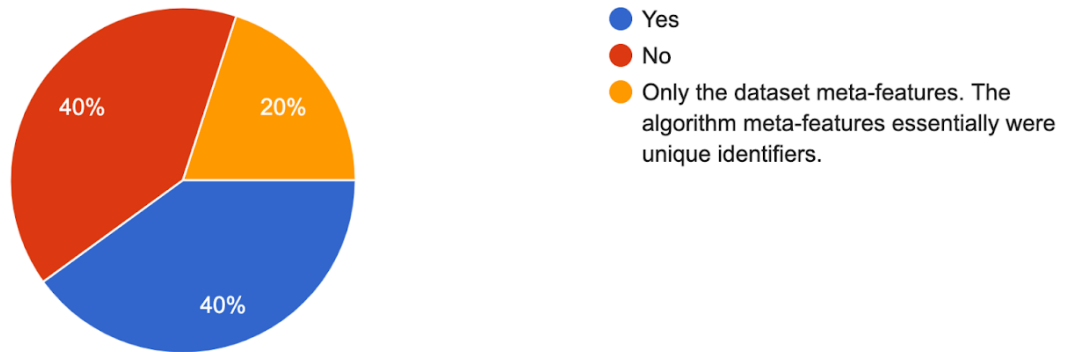 Yes
No
Only the dataset meta-features. The
algorithm meta-features essentially were
unique identifiers.
40%
20%
40%